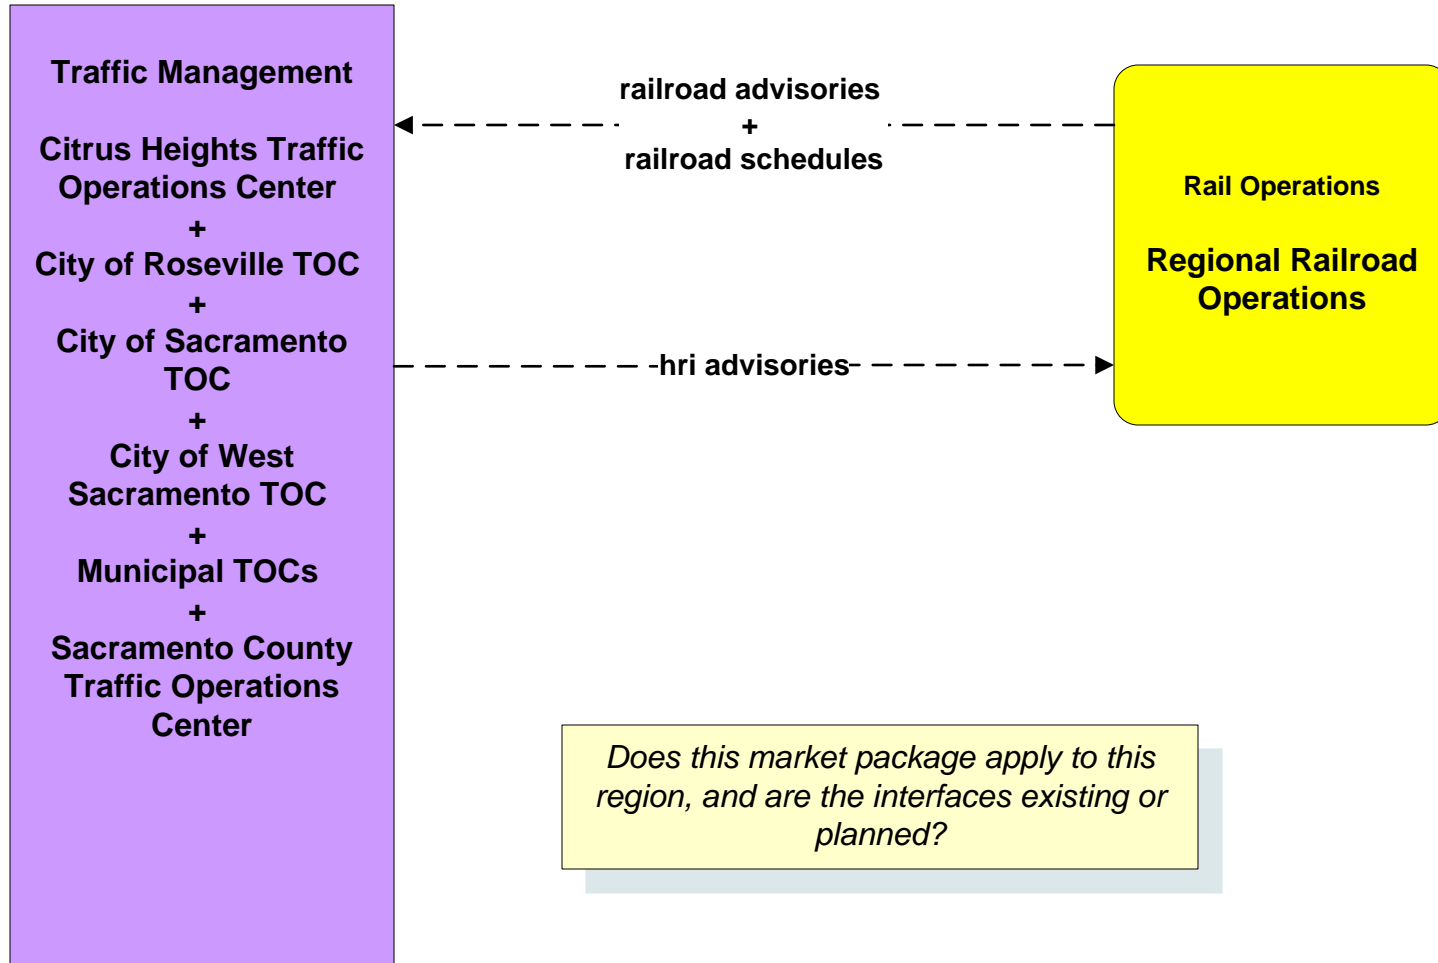 Traffic Management
Citrus Heights Traffic
Operations Center
+
City of Roseville TOC
+
City of Sacramento
TOC
+
City of West
Sacramento TOC
+
Municipal TOCs
+
Sacramento County
Traffic Operations
Center
railroad advisories
+
railroad schedules
hri advisories
Rail Operations
Regional Railroad
Operations
Does this market package apply to this
region, and are the interfaces existing or
planned?